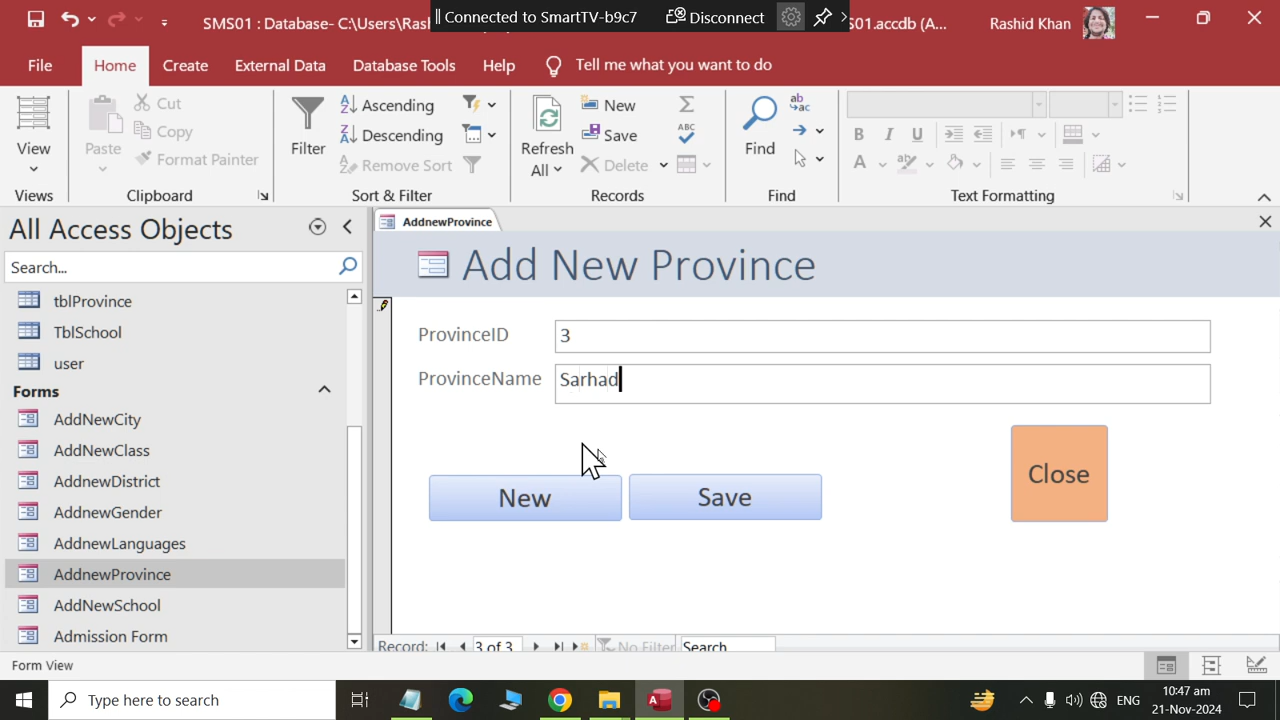 SMS01 : Database- C:\Users\Ras
Connected to SmartTV-b9c7
Disconnect
S01.accdb (A...
Rashid Khan
File
Home
Create
External Data
Database Tools
Help
Tell me what you want to do
View
Views
Paste
Cut
Copy
Format Painter
Clipboard
Filter
Ascending
Descending
Remove Sort
Sort & Filter
Refresh
All
New
Save
Delete
Records
Find
Find
Text Formatting
All Access Objects
Search...
tblProvince
TblSchool
user
Forms
AddNewCity
AddNewClass
AddnewDistrict
AddnewGender
AddnewLanguages
AddnewProvince
AddNewSchool
Admission Form
AddnewProvince
Add New Province
ProvinceID 3
ProvinceName Sarhad
New Save
Close
Record: 3 of 3 No Filter Search
Form View
Type here to search
ENG
10:47 am
21-Nov-2024